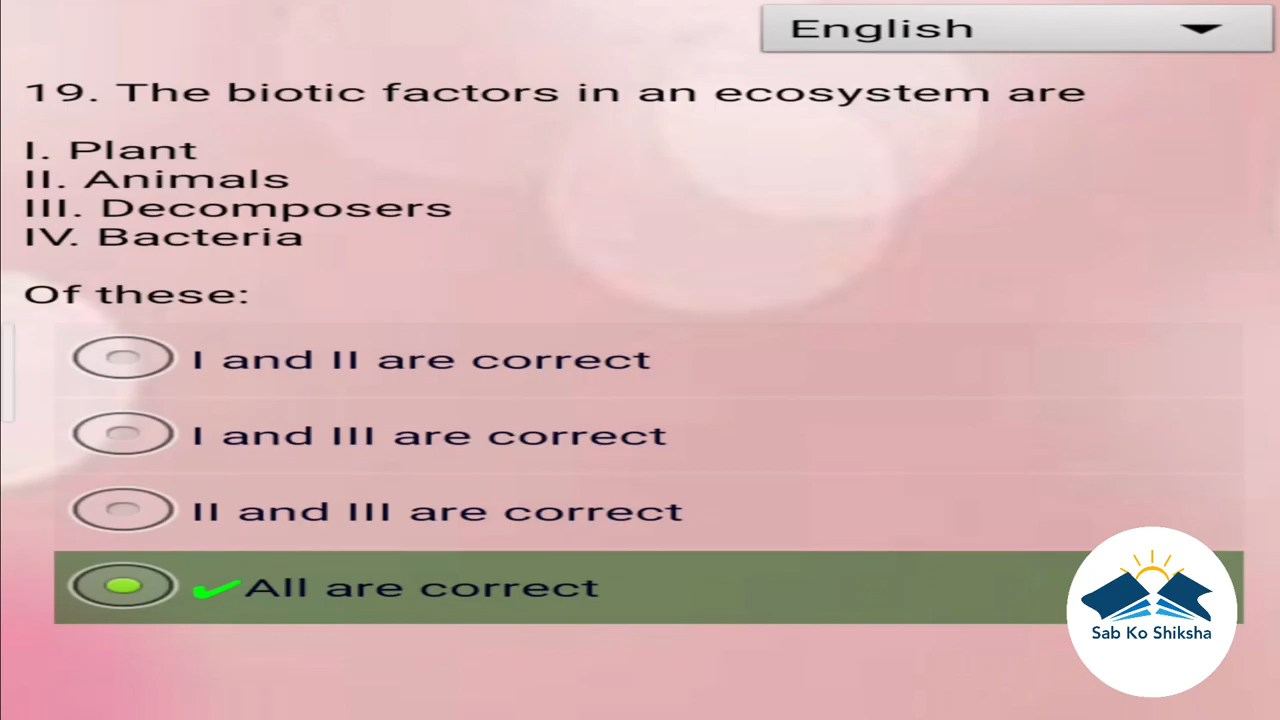 English
19. The biotic factors in an ecosystem are
I. Plant
II. Animals
III. Decomposers
IV. Bacteria
Of these:
I and II are correct
I and III are correct
II and III are correct
All are correct
Sab Ko Shiksha